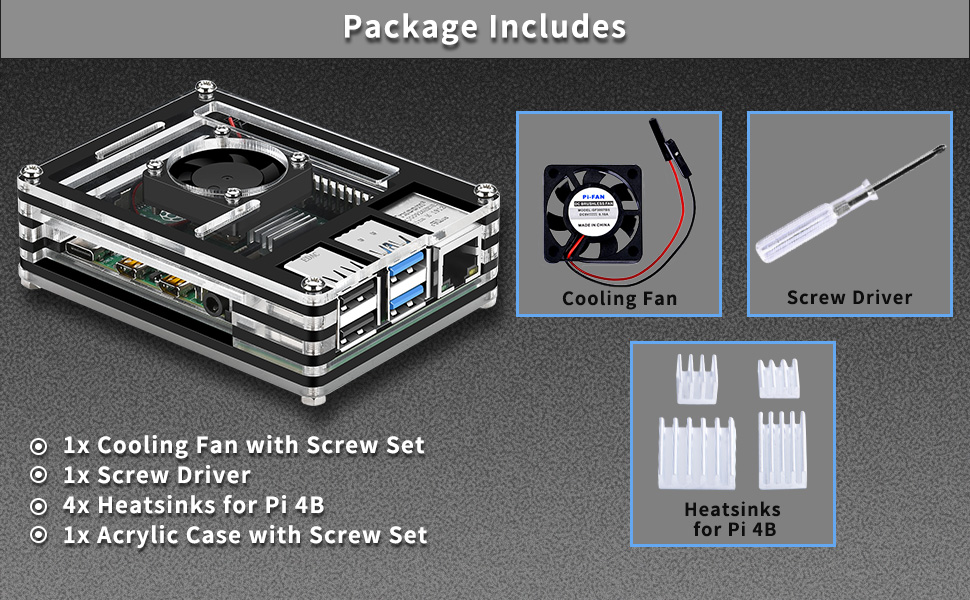 Package Includes
PI-FAN
DC BRUSHLESS FAN
MADE IN CHINA
Cooling Fan
Screw Driver
1x Cooling Fan with Screw Set
1x Screw Driver
4x Heatsinks for Pi 4B
1x Acrylic Case with Screw Set
Heatsinks
for Pi 4B